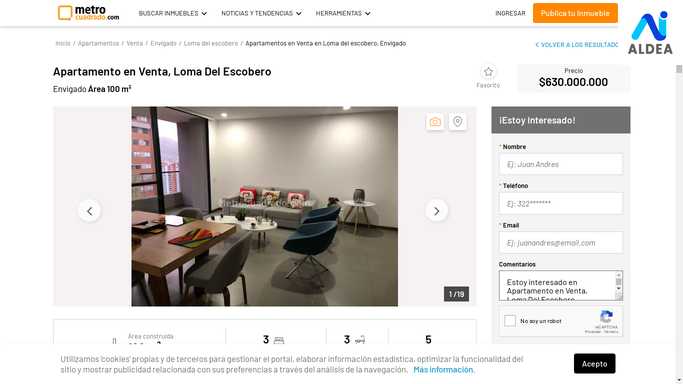 metro
cuadrado.com
BUSCAR INMUEBLES
NOTICIAS Y TENDENCIAS
HERRAMIENTAS
INGRESAR
Publica tu Inmueble
AIDEA
Inicio / Apartamentos / Venta / Envigado / Loma del escobero / Apartamentos en Venta en Loma del escobero, Envigado
< VOLVER A LOS RESULTADO
Apartamento en Venta, Loma Del Escobero
Envigado Área 100 m²
Favorito
Precio
$630.000.000
1 /19
¡Estoy Interesado!
* Nombre
Ej: Juan Andres
* Teléfono
Ej: 322*******
* Email
Ej: juanandres@email.com
Comentarios
Estoy interesado en
Apartamento en Venta,
Loma Del Escobero
No soy un robot
reCAPTCHA
Privacidad - Términos
Área construida
3
3
5
Utilizamos 'cookies' propias y de terceros para gestionar el portal, elaborar información estadística, optimizar la funcionalidad del
sitio y mostrar publicidad relacionada con sus preferencias a través del análisis de la navegación. Más información.
Acepto